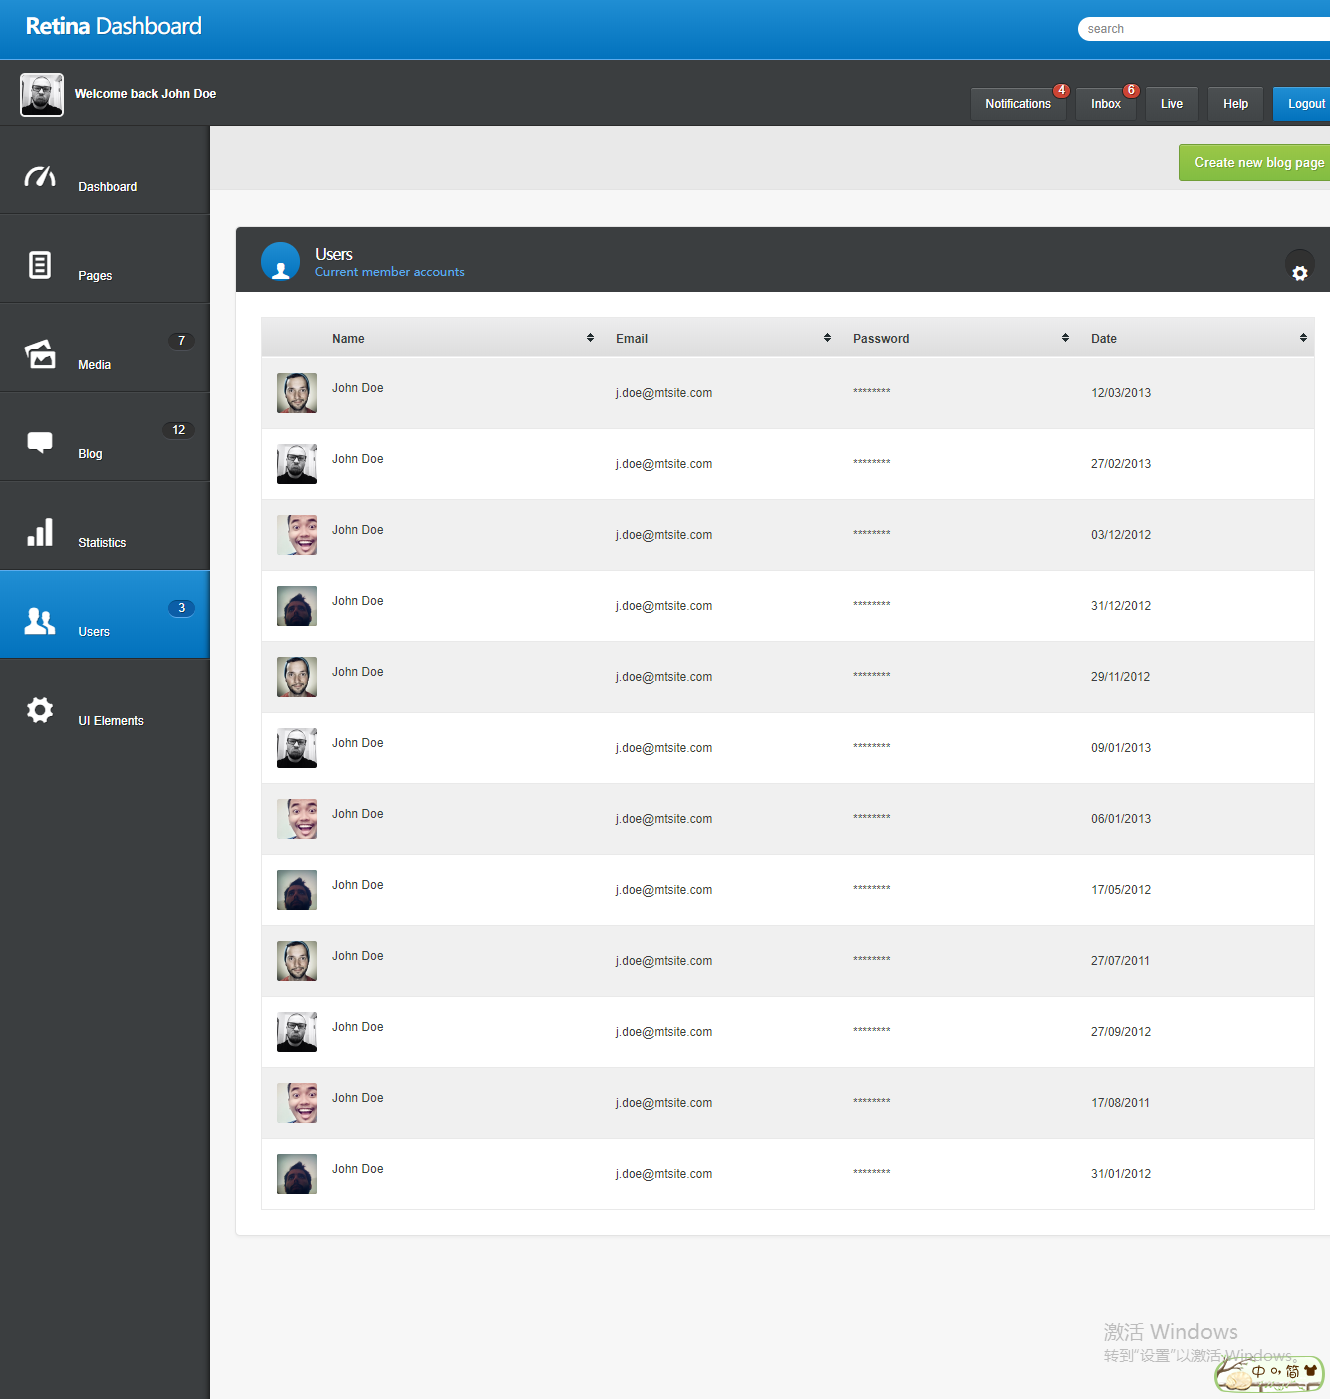 Retina Dashboard
search
Welcome back John Doe
Notifications 4 Inbox 6 Live Help Logout
Create new blog page
Dashboard
Pages
Media 7
Blog 12
Statistics
Users 3
UI Elements
Users
Current member accounts
Name Email Password Date
John Doe j.doe@mtsite.com ******** 12/03/2013
John Doe j.doe@mtsite.com ******** 27/02/2013
John Doe j.doe@mtsite.com ******** 03/12/2012
John Doe j.doe@mtsite.com ******** 31/12/2012
John Doe j.doe@mtsite.com ******** 29/11/2012
John Doe j.doe@mtsite.com ******** 09/01/2013
John Doe j.doe@mtsite.com ******** 06/01/2013
John Doe j.doe@mtsite.com ******** 17/05/2012
John Doe j.doe@mtsite.com ******** 27/07/2011
John Doe j.doe@mtsite.com ******** 27/09/2012
John Doe j.doe@mtsite.com ******** 17/08/2011
John Doe j.doe@mtsite.com ******** 31/01/2012
激活 Windows
转到"设置"以激活 Windows。
中 简